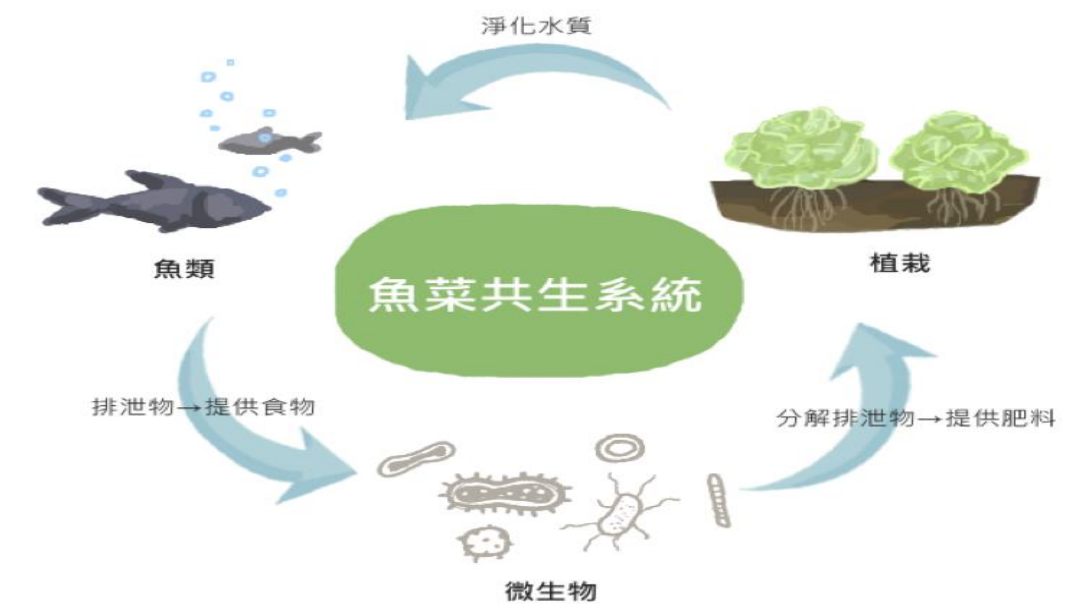 淨化水質
魚類
植栽
魚菜共生系統
排泄物→提供食物
分解排泄物→提供肥料
微生物